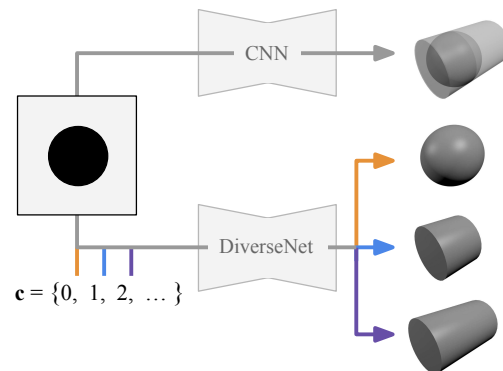 CNN
DiverseNet
c = {0, 1, 2, … }